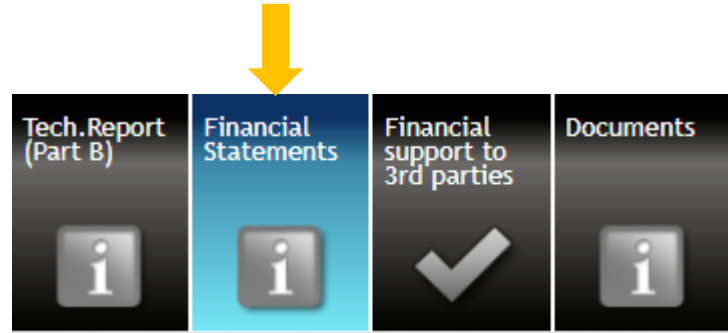 Tech.Report
(Part B)
Financial
Statements
Financial
support to
3rd parties
Documents